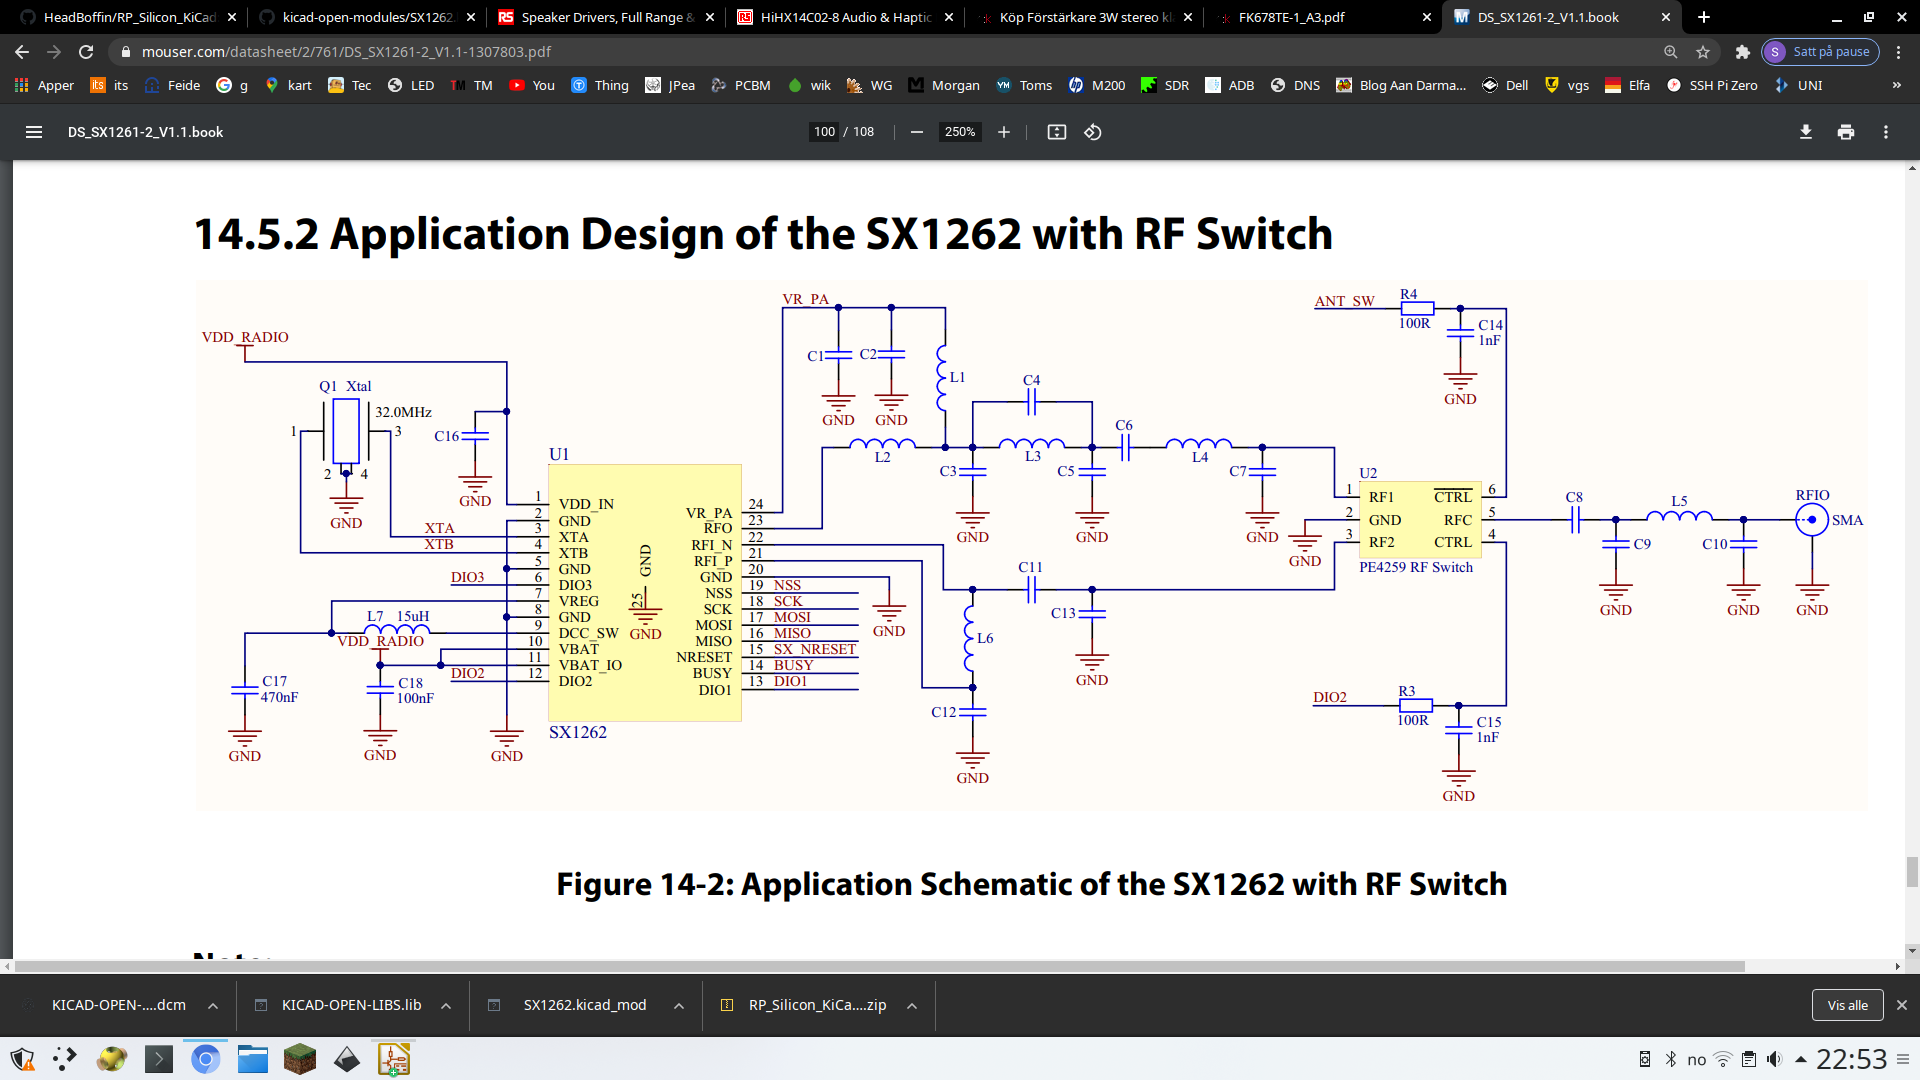 HeadBoffin/RP_Silicon_KiCad
kicad-open-modules/SX1262.
Speaker Drivers, Full Range &
HiHX14C02-8 Audio & Haptic
Köp Förstärkare 3W stereo kl
FK678TE-1_A3.pdf
DS_SX1261-2_V1.1.book
mouser.com/datasheet/2/761/DS_SX1261-2_V1.1-1307803.pdf
S Satt på pause
Apper its Feide g kart Tec LED TM You Thing JPea PCBM wik WG Morgan Toms M200 SDR ADB DNS Blog Aan Darma... Dell vgs Elfa SSH Pi Zero UNI »
DS_SX1261-2_V1.1.book
100 / 108
250%
14.5.2 Application Design of the SX1262 with RF Switch
VDD_RADIO
Q1 Xtal
32.0MHz
1
3
2
4
GND
C16
GND
XTA
XTB
DIO3
L7 15uH
VDD_RADIO
DIO2
C17
470nF
GND
C18
100nF
GND
GND
U1
1 VDD_IN
2 GND
3 XTA
4 XTB
5 GND
6 DIO3
7 VREG
8 GND
9 DCC_SW
10 VBAT
11 VBAT_IO
12 DIO2
GND
25
GND
VR_PA 24
RFO 23
RFI_N 22
RFI_P 21
GND 20
NSS 19 NSS
SCK 18 SCK
MOSI 17 MOSI
MISO 16 MISO
NRESET 15 SX_NRESET
BUSY 14 BUSY
DIO1 13 DIO1
SX1262
GND
VR_PA
C1
GND
C2
GND
L1
L2
C3
GND
C4
L3
C5
GND
C6
L4
C7
GND
C11
L6
C12
GND
C13
GND
ANT_SW
R4
100R
C14
1nF
GND
U2
1 RF1
2 GND
3 RF2
CTRL 6
RFC 5
CTRL 4
PE4259 RF Switch
GND
DIO2
R3
100R
C15
1nF
GND
C8
C9
GND
L5
C10
GND
RFIO
SMA
GND
Figure 14-2: Application Schematic of the SX1262 with RF Switch
KICAD-OPEN-....dcm
KICAD-OPEN-LIBS.lib
SX1262.kicad_mod
RP_Silicon_KiCa....zip
Vis alle
no
22:53